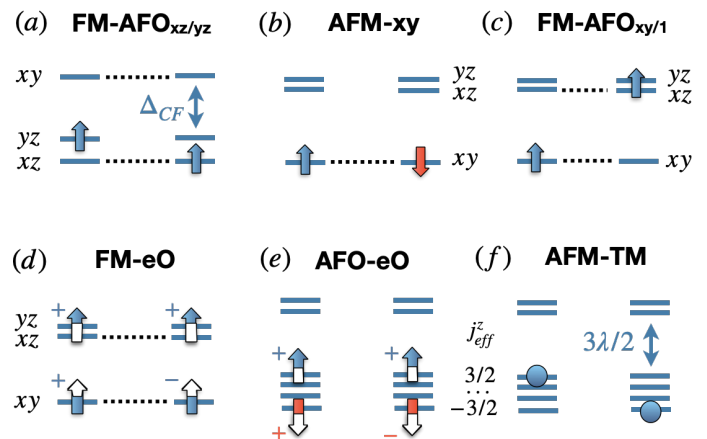 (a) FM-AFOxz/yz
xy
ΔCF
yz
xz
(b) AFM-xy
yz
xz
xy
(c) FM-AFOxy/1
yz
xz
xy
(d) FM-eO
+ +
yz
xz
+ −
xy
(e) AFO-eO
+ +
+ −
(f) AFM-TM
j^z_eff
3λ/2
3/2
...
−3/2